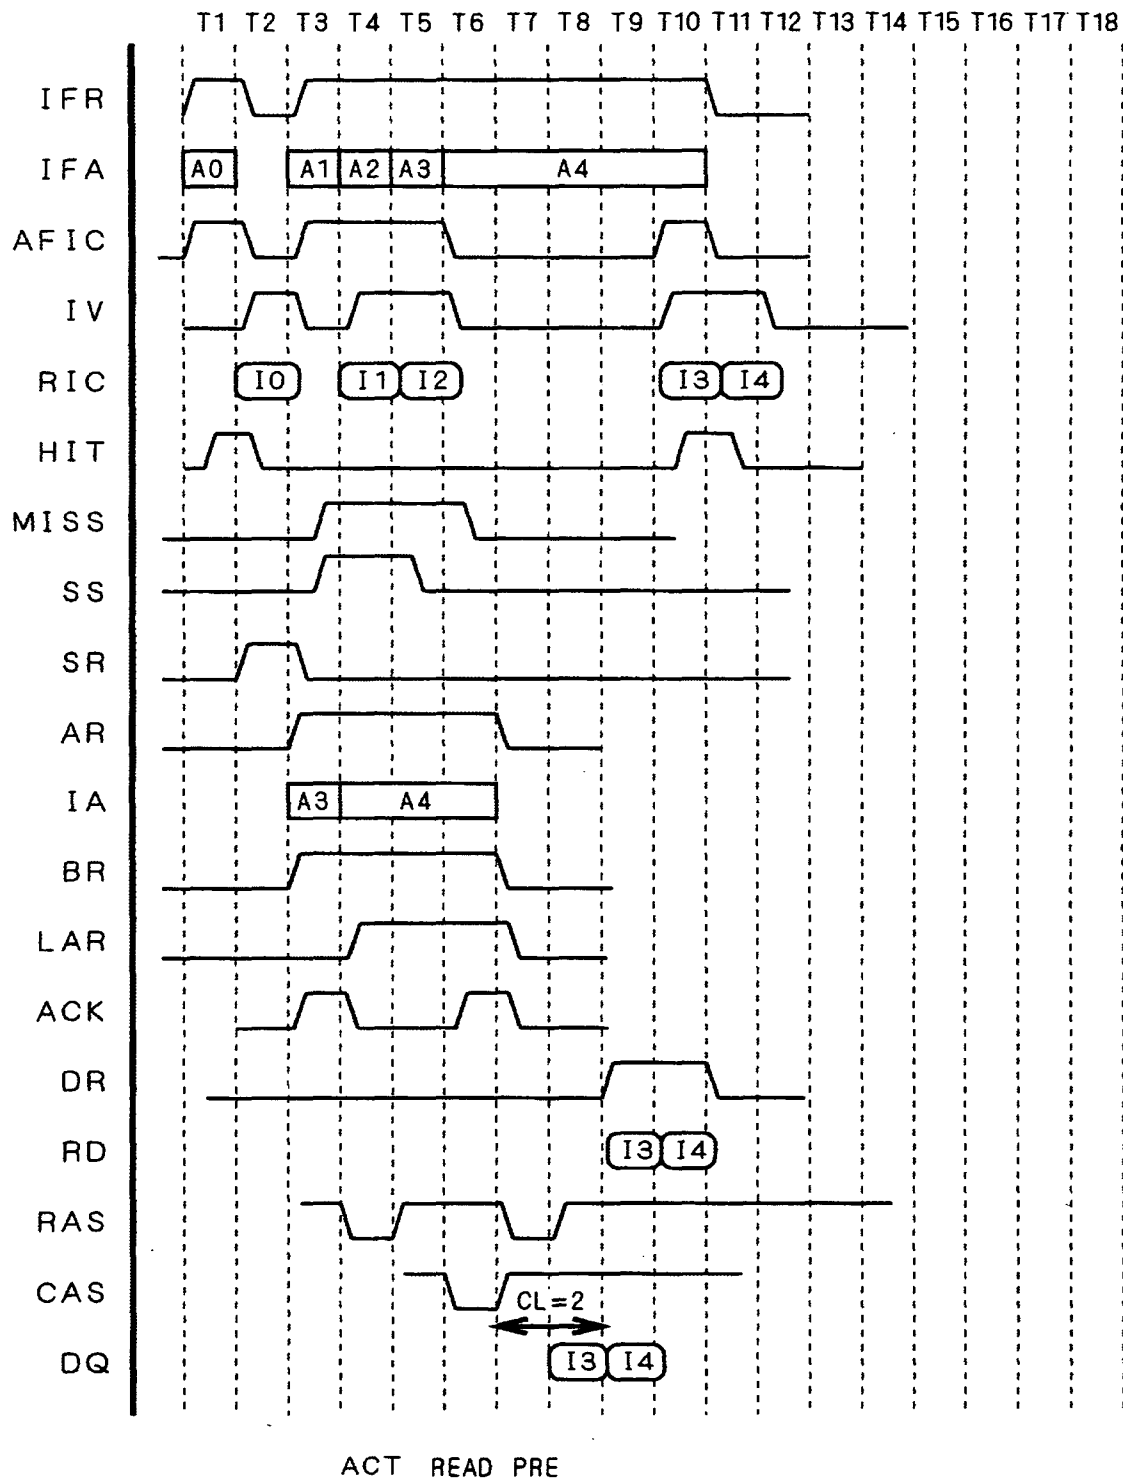 T1 T2 T3 T4 T5 T6 T7 T8 T9 T10 T11 T12 T13 T14 T15 T16 T17 T18
IFR
IFA A0 A1 A2 A3 A4
AFIC
IV
RIC I0 I1 I2 I3 I4
HIT
MISS
SS
SR
AR
IA A3 A4
BR
LAR
ACK
DR
RD I3 I4
RAS
CAS CL=2
DQ I3 I4
ACT READ PRE